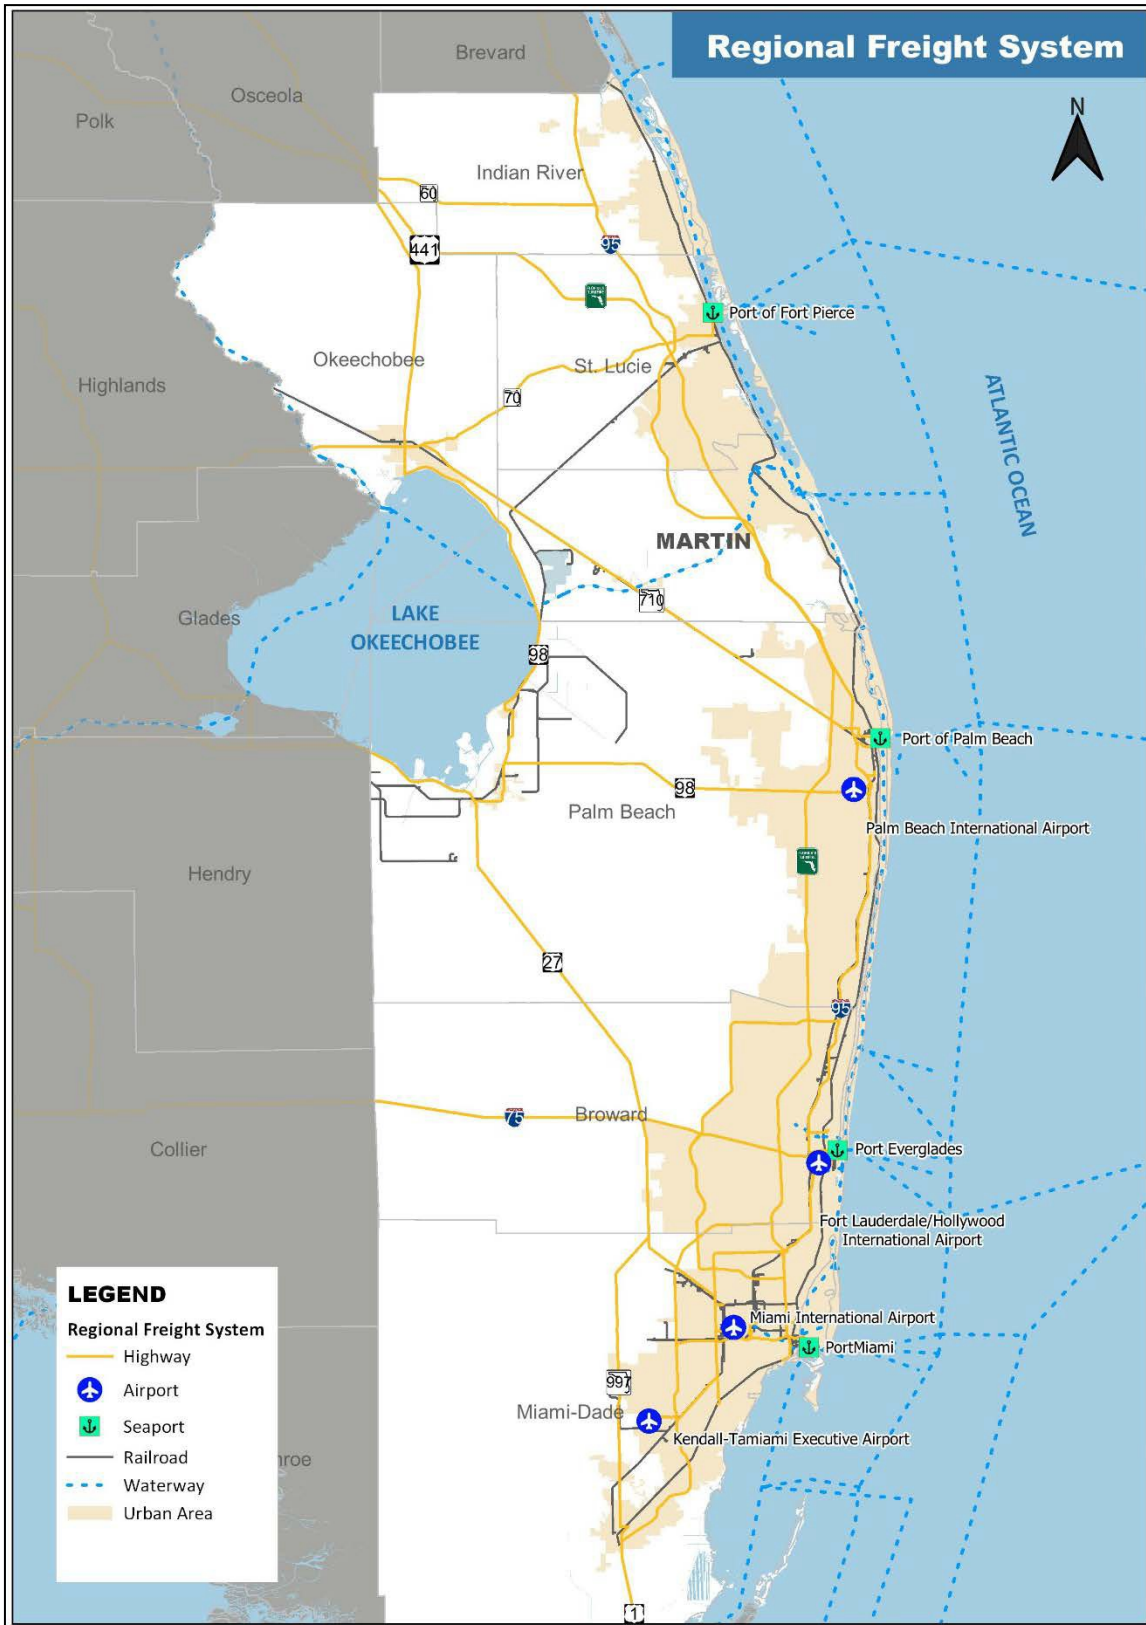 Regional Freight System
N
Brevard
Osceola
Polk
Indian River
60
441
95
Port of Fort Pierce
Okeechobee
St. Lucie
Highlands
70
ATLANTIC OCEAN
MARTIN
710
Glades
LAKE
OKEECHOBEE
98
Port of Palm Beach
98
Palm Beach
Palm Beach International Airport
Hendry
27
95
75
Broward
Collier
Port Everglades
Fort Lauderdale/Hollywood
International Airport
Miami International Airport
PortMiami
997
Miami-Dade
Kendall-Tamiami Executive Airport
nroe
1
LEGEND
Regional Freight System
Highway
Airport
Seaport
Railroad
Waterway
Urban Area